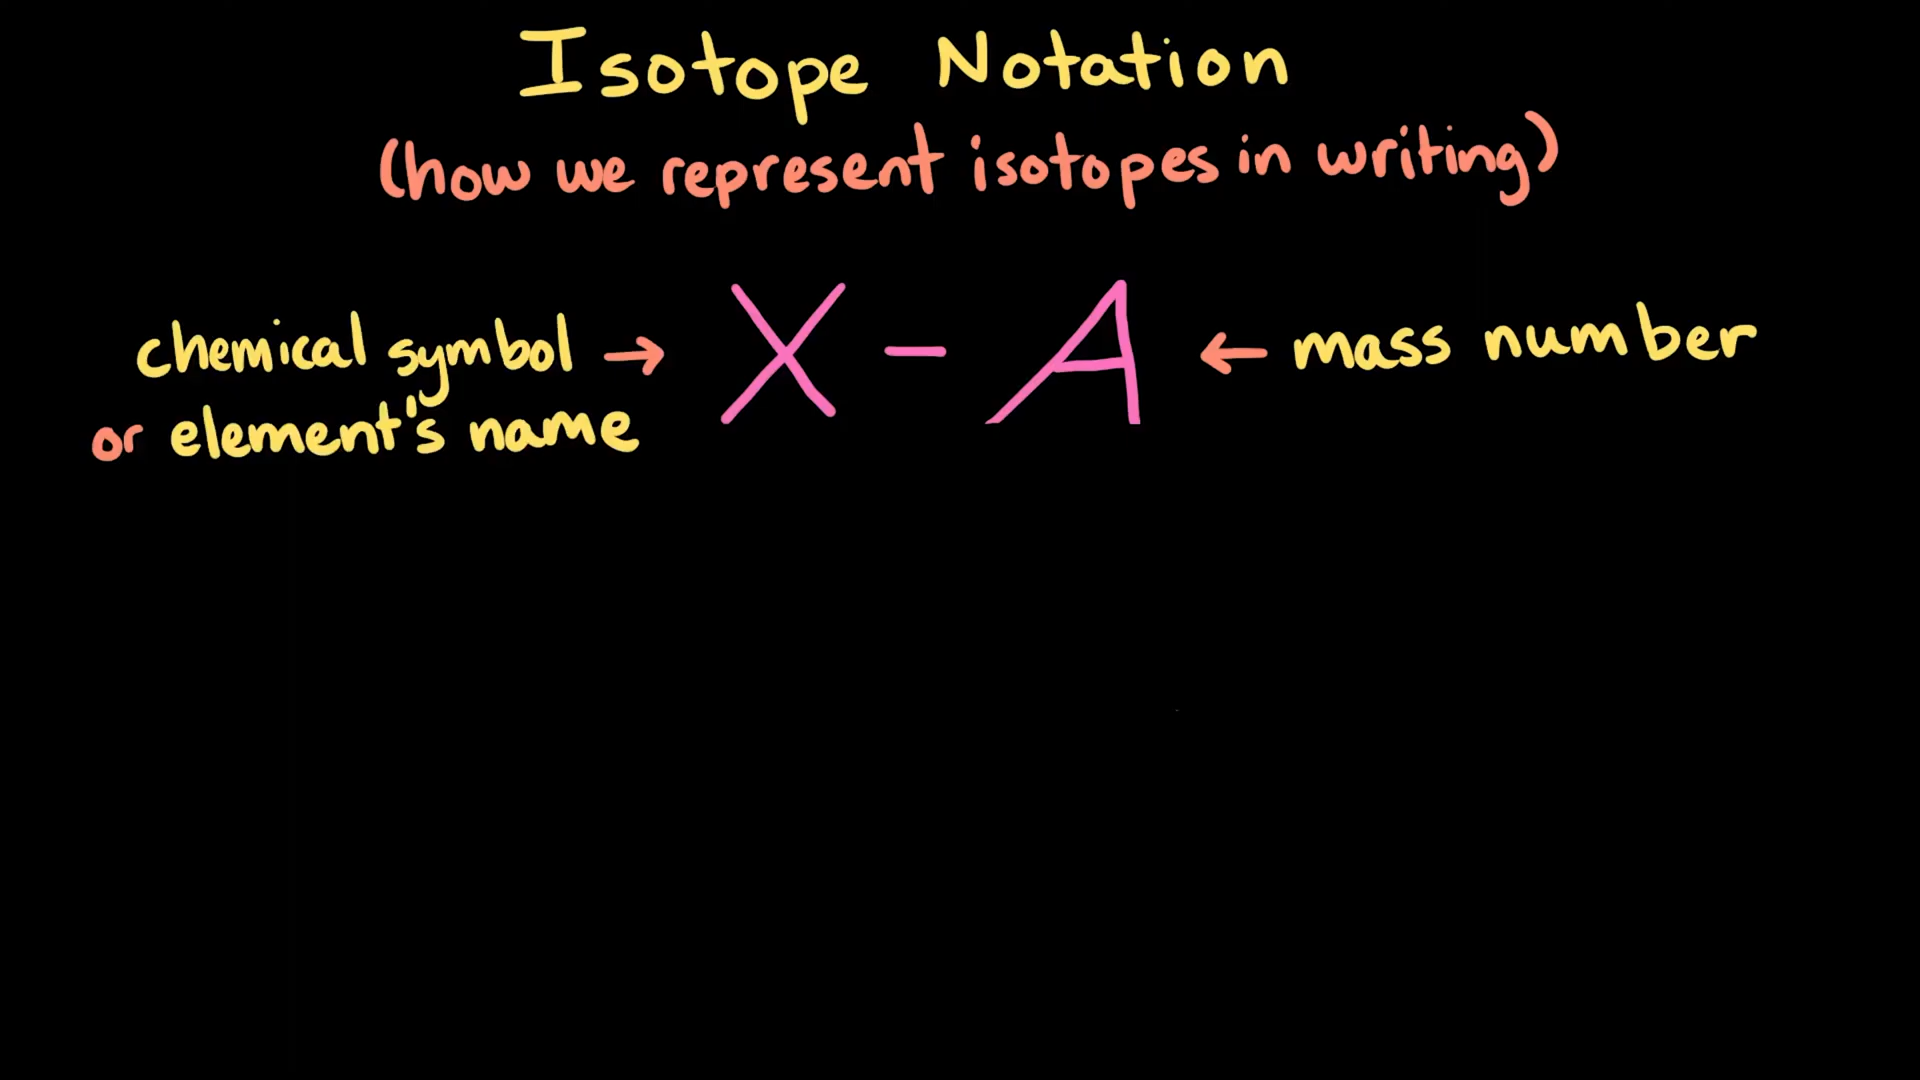 Isotope Notation
(how we represent isotopes in writing)
chemical symbol → X - A ← mass number
or element's name